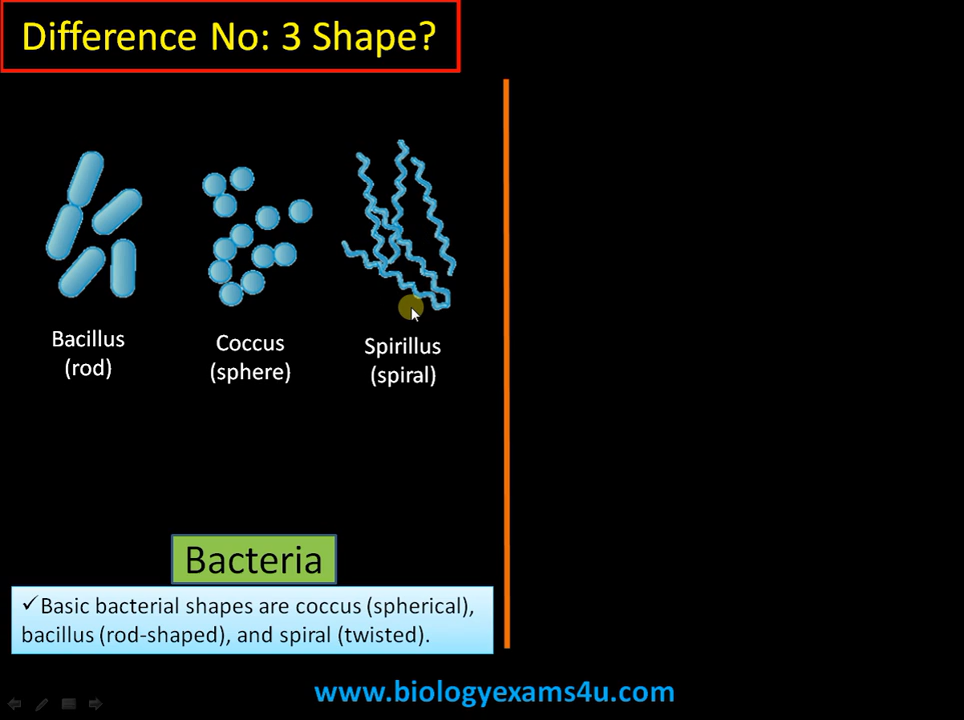 Difference No: 3 Shape?
Bacillus
(rod)
Coccus
(sphere)
Spirillus
(spiral)
Bacteria
✓Basic bacterial shapes are coccus (spherical),
bacillus (rod-shaped), and spiral (twisted).
www.biologyexams4u.com